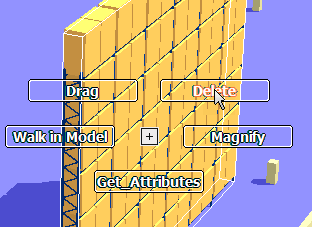 Drag
Delete
Walk in Model
+
Magnify
Get_Attributes